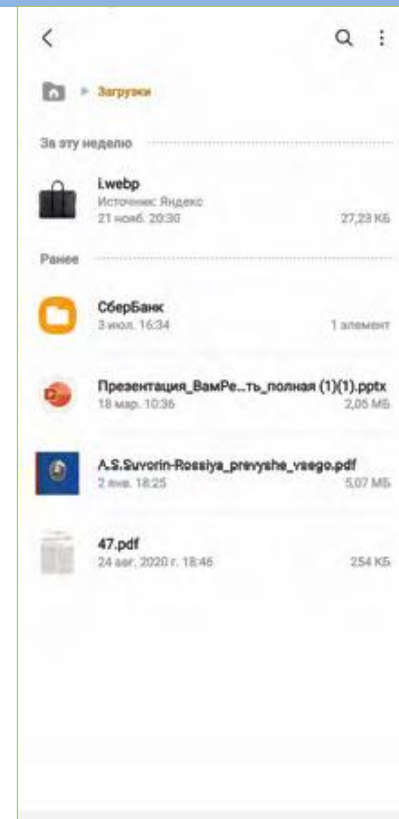 Загрузки
За эту неделю
i.webp
Источник: Яндекс
21 нояб. 20:30 27,23 КБ
Ранее
СберБанк
3 июл. 16:34 1 элемент
Презентация_ВамРе...ть_полная (1)(1).pptx
18 мар. 10:36 2,05 МБ
A.S.Suvorin-Rossiya_prevyshe_vsego.pdf
2 янв. 18:25 5,07 МБ
47.pdf
24 авг. 2020 г. 18:46 254 КБ